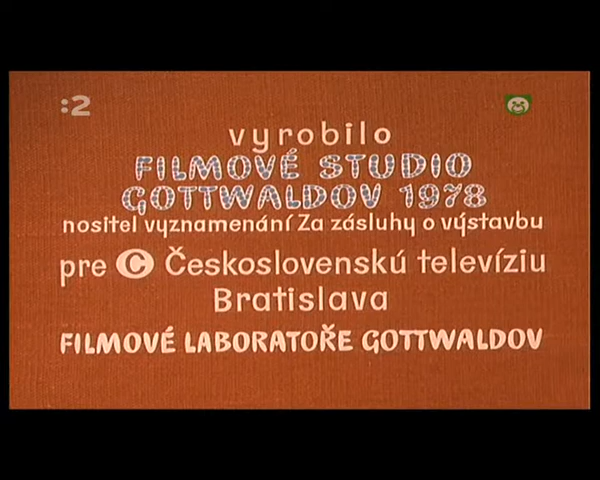 :2
vyrobilo
FILMOVÉ STUDIO
GOTTWALDOV 1978
nositel vyznamenání Za zásluhy o výstavbu
pre C Československú televíziu
Bratislava
FILMOVÉ LABORATOŘE GOTTWALDOV